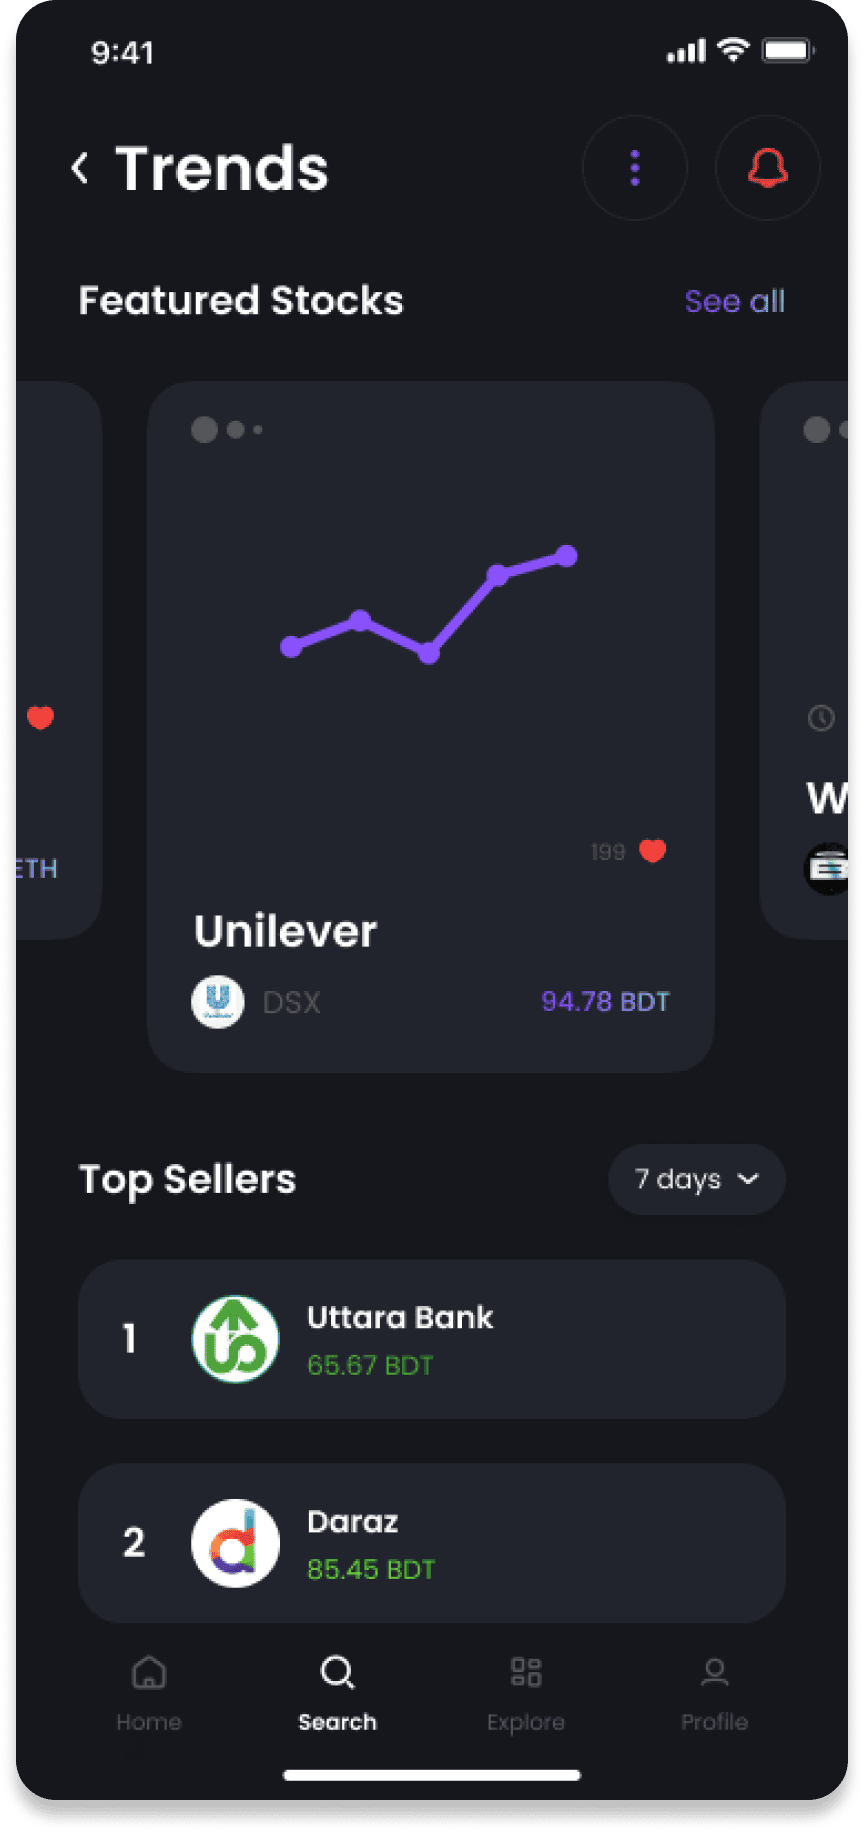 9:41
Trends
Featured Stocks
See all
199
ETH
W
Unilever
DSX
94.78 BDT
Top Sellers
7 days
1
Uttara Bank
65.67 BDT
2
Daraz
85.45 BDT
Home
Search
Explore
Profile